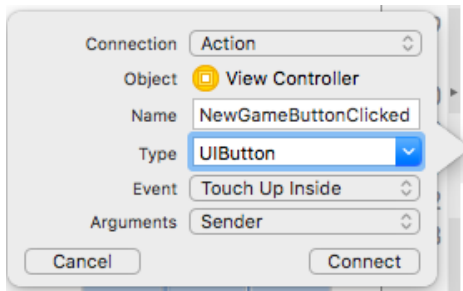 Connection Action
Object View Controller
Name NewGameButtonClicked
Type UIButton
Event Touch Up Inside
Arguments Sender
Cancel Connect